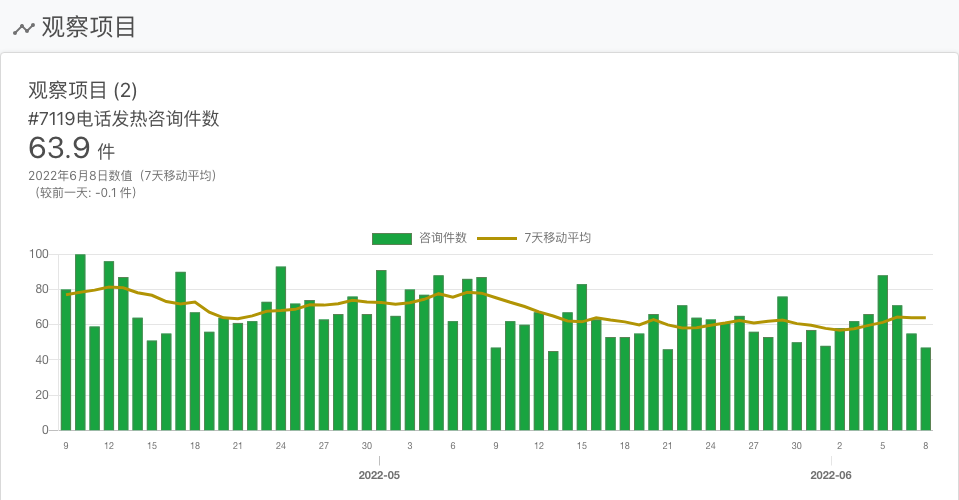 观察项目
观察项目 (2)
#7119电话发热咨询件数
63.9 件
2022年6月8日数值（7天移动平均）
（较前一天: -0.1 件）
咨询件数 7天移动平均
100
80
60
40
20
0
9 12 15 18 21 24 27 30 3 6 9 12 15 18 21 24 27 30 2 5 8
2022-05 2022-06